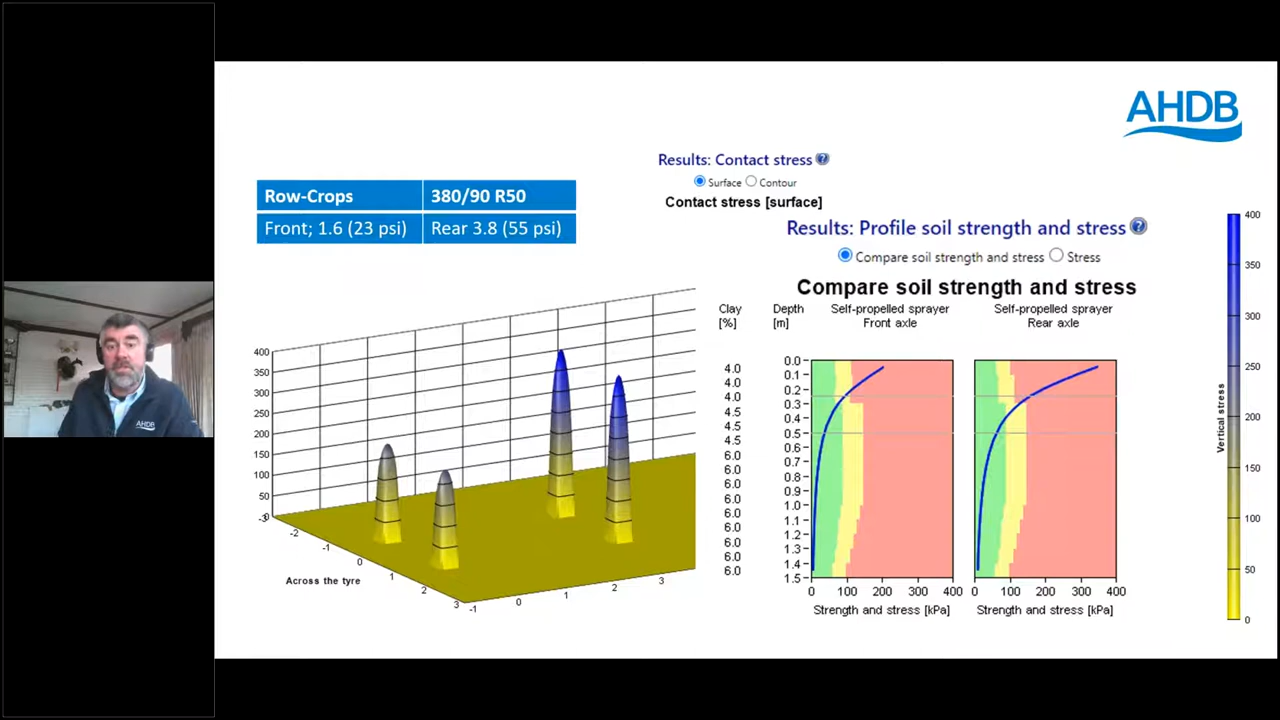 AHDB
Results: Contact stress ?
Surface Contour
Contact stress [surface]
Row-Crops 380/90 R50
Front; 1.6 (23 psi) Rear 3.8 (55 psi)
Results: Profile soil strength and stress ?
Compare soil strength and stress Stress
Compare soil strength and stress
Clay [%]
Depth [m]
Self-propelled sprayer
Front axle
Self-propelled sprayer
Rear axle
400
350
300
250
200
150
100
50
0
-3
-2
-1
0
1
2
3
Across the tyre
-1
0
1
2
3
4.0
4.0
4.0
4.5
4.5
4.5
6.0
6.0
6.0
6.0
6.0
6.0
6.0
6.0
6.0
0.0
0.1
0.2
0.3
0.4
0.5
0.6
0.7
0.8
0.9
1.0
1.1
1.2
1.3
1.4
1.5
0 100 200 300 400
Strength and stress [kPa]
0 100 200 300 400
Strength and stress [kPa]
Vertical stress
400
350
300
250
200
150
100
50
0
AHDB